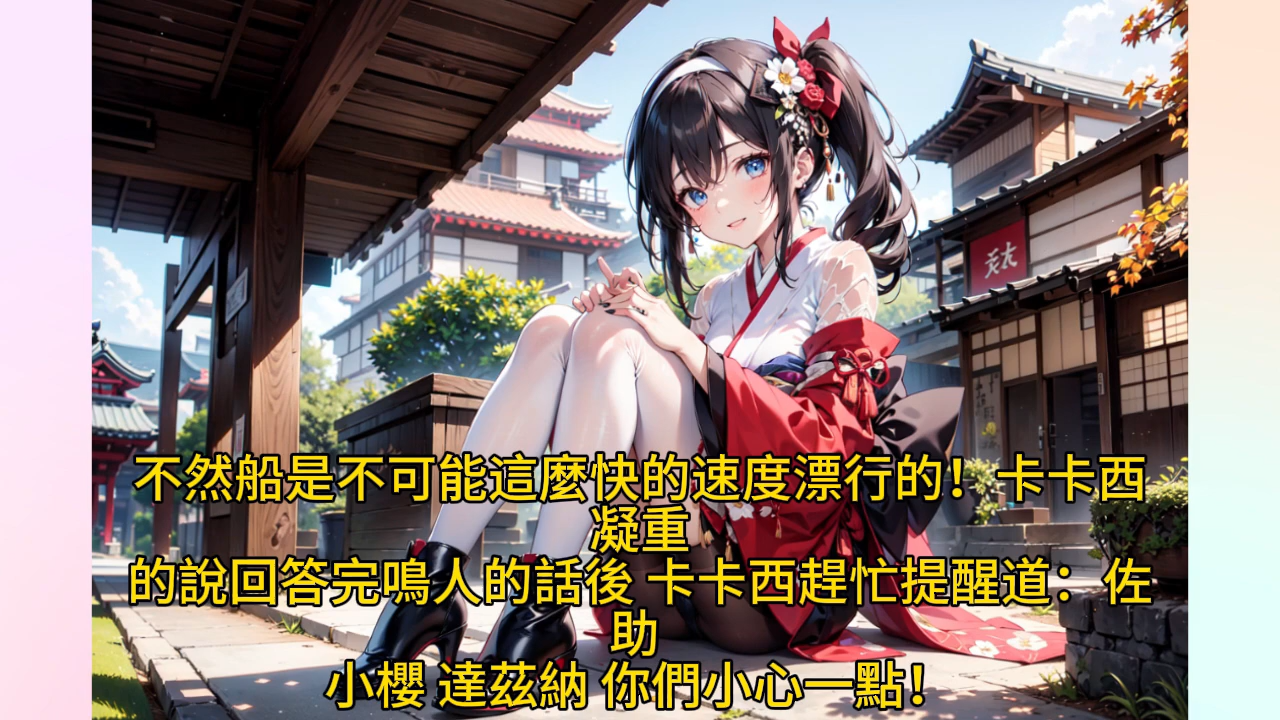 不然船是不可能這麼快的速度漂行的！卡卡西
凝重
的說回答完鳴人的話後 卡卡西趕忙提醒道：佐
助
小櫻 達茲納 你們小心一點！